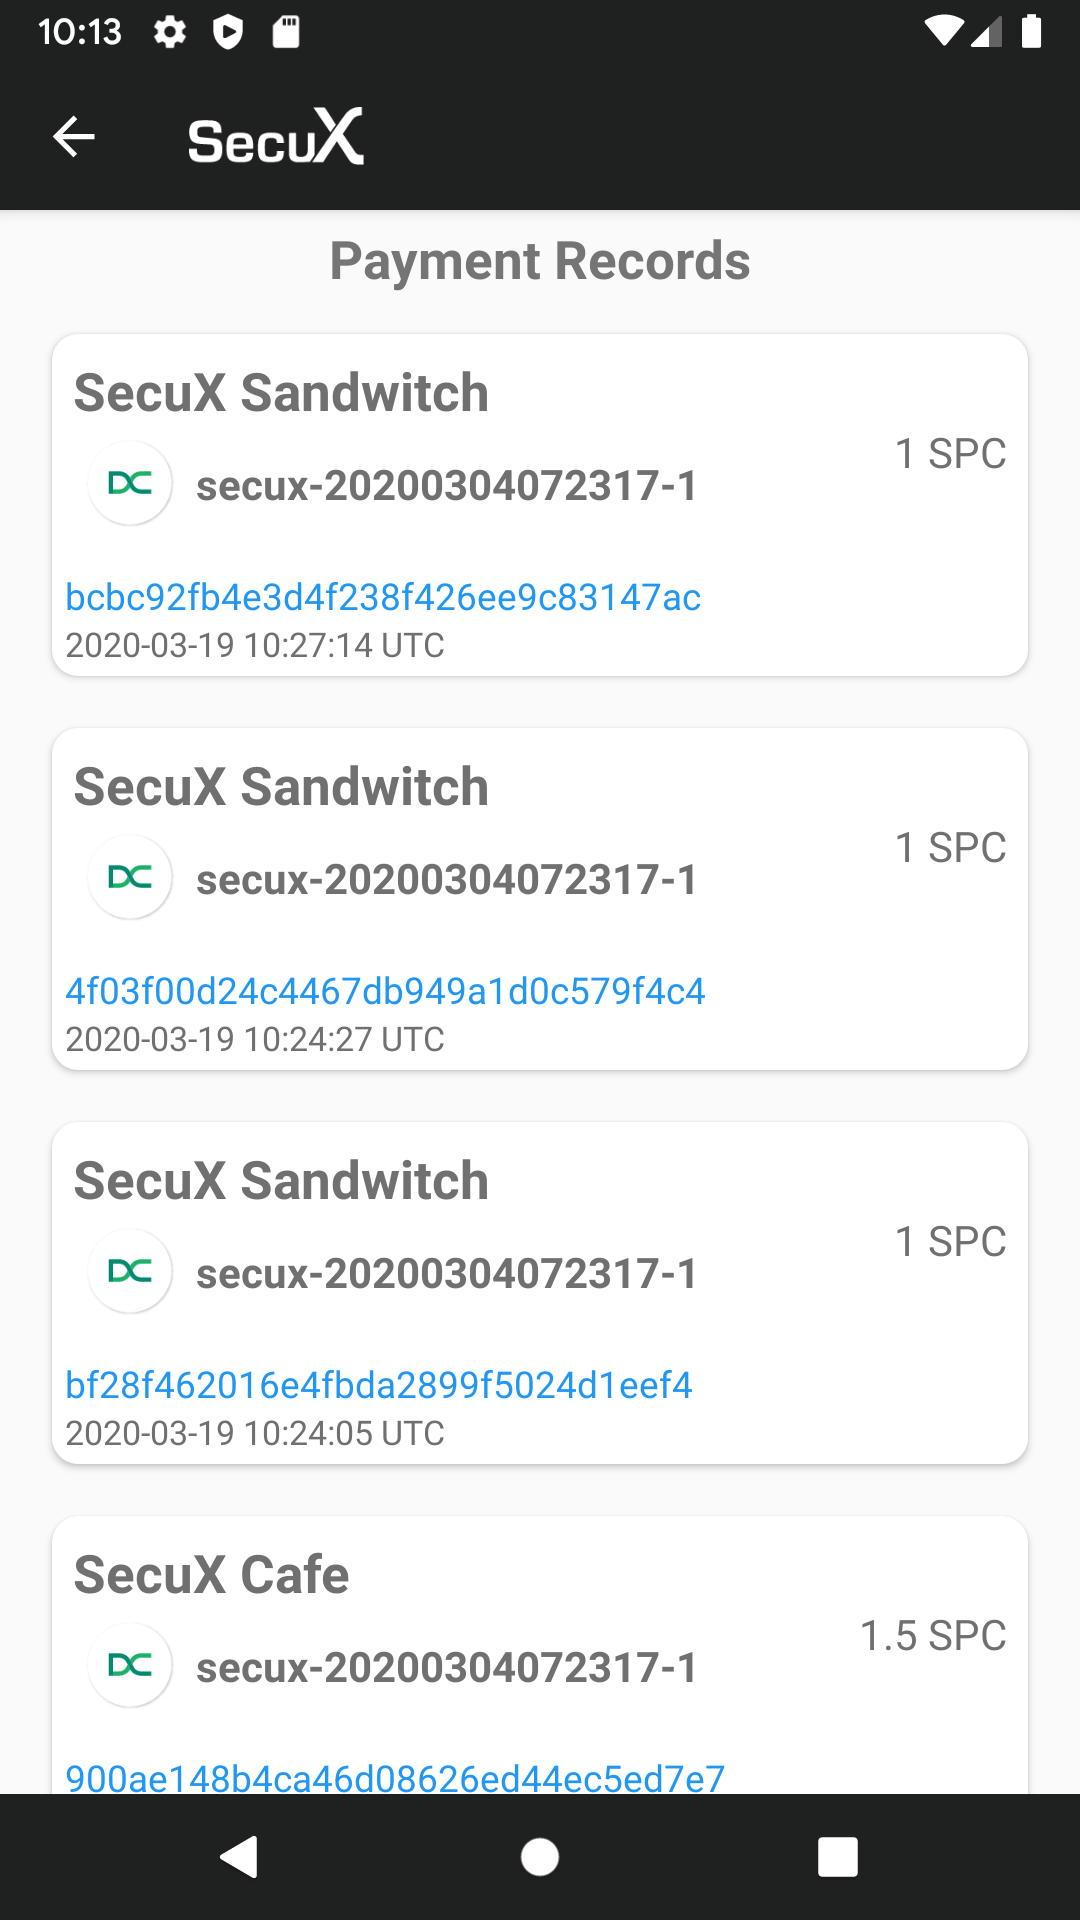 10:13
SecuX
Payment Records
SecuX Sandwitch
1 SPC
DC secux-20200304072317-1
bcbc92fb4e3d4f238f426ee9c83147ac
2020-03-19 10:27:14 UTC
SecuX Sandwitch
1 SPC
DC secux-20200304072317-1
4f03f00d24c4467db949a1d0c579f4c4
2020-03-19 10:24:27 UTC
SecuX Sandwitch
1 SPC
DC secux-20200304072317-1
bf28f462016e4fbda2899f5024d1eef4
2020-03-19 10:24:05 UTC
SecuX Cafe
1.5 SPC
DC secux-20200304072317-1
900ae148b4ca46d08626ed44ec5ed7e7